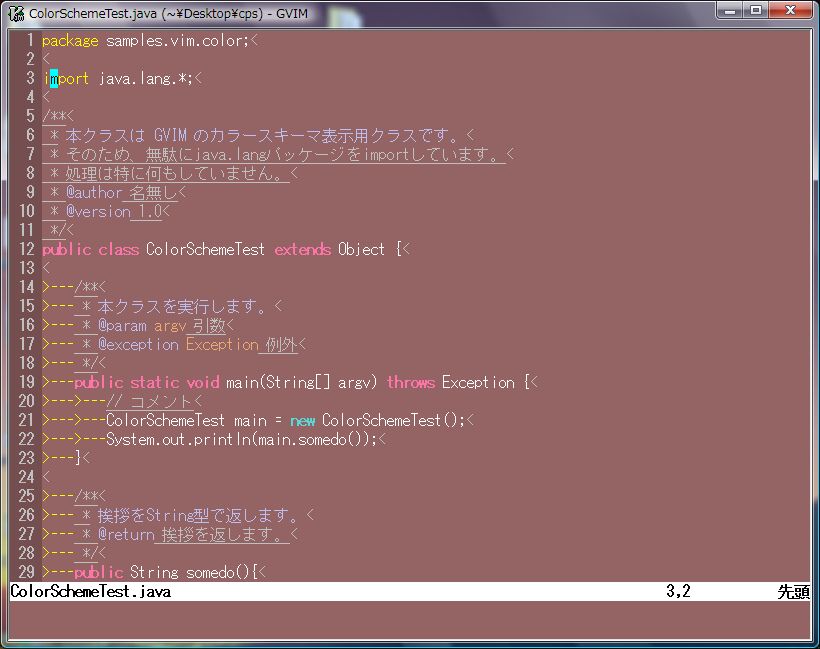 ColorSchemeTest.java (~¥Desktop¥cps) - GVIM
1 package samples.vim.color;<
2 <
3 import java.lang.*;<
4 <
5 /**<
6  * 本クラスは GVIM のカラースキーマ表示用クラスです。<
7  * そのため、無駄にjava.langパッケージをimportしています。<
8  * 処理は特に何もしていません。<
9  * @author 名無し<
10  * @version 1.0<
11  */<
12 public class ColorSchemeTest extends Object {<
13 <
14 >---/**<
15 >--- * 本クラスを実行します。<
16 >--- * @param argv 引数<
17 >--- * @exception Exception 例外<
18 >--- */<
19 >---public static void main(String[] argv) throws Exception {<
20 >--->---// コメント<
21 >--->---ColorSchemeTest main = new ColorSchemeTest();<
22 >--->---System.out.println(main.somedo());<
23 >---}<
24 <
25 >---/**<
26 >--- * 挨拶をString型で返します。<
27 >--- * @return 挨拶を返します。<
28 >--- */<
29 >---public String somedo(){<
ColorSchemeTest.java 3,2 先頭